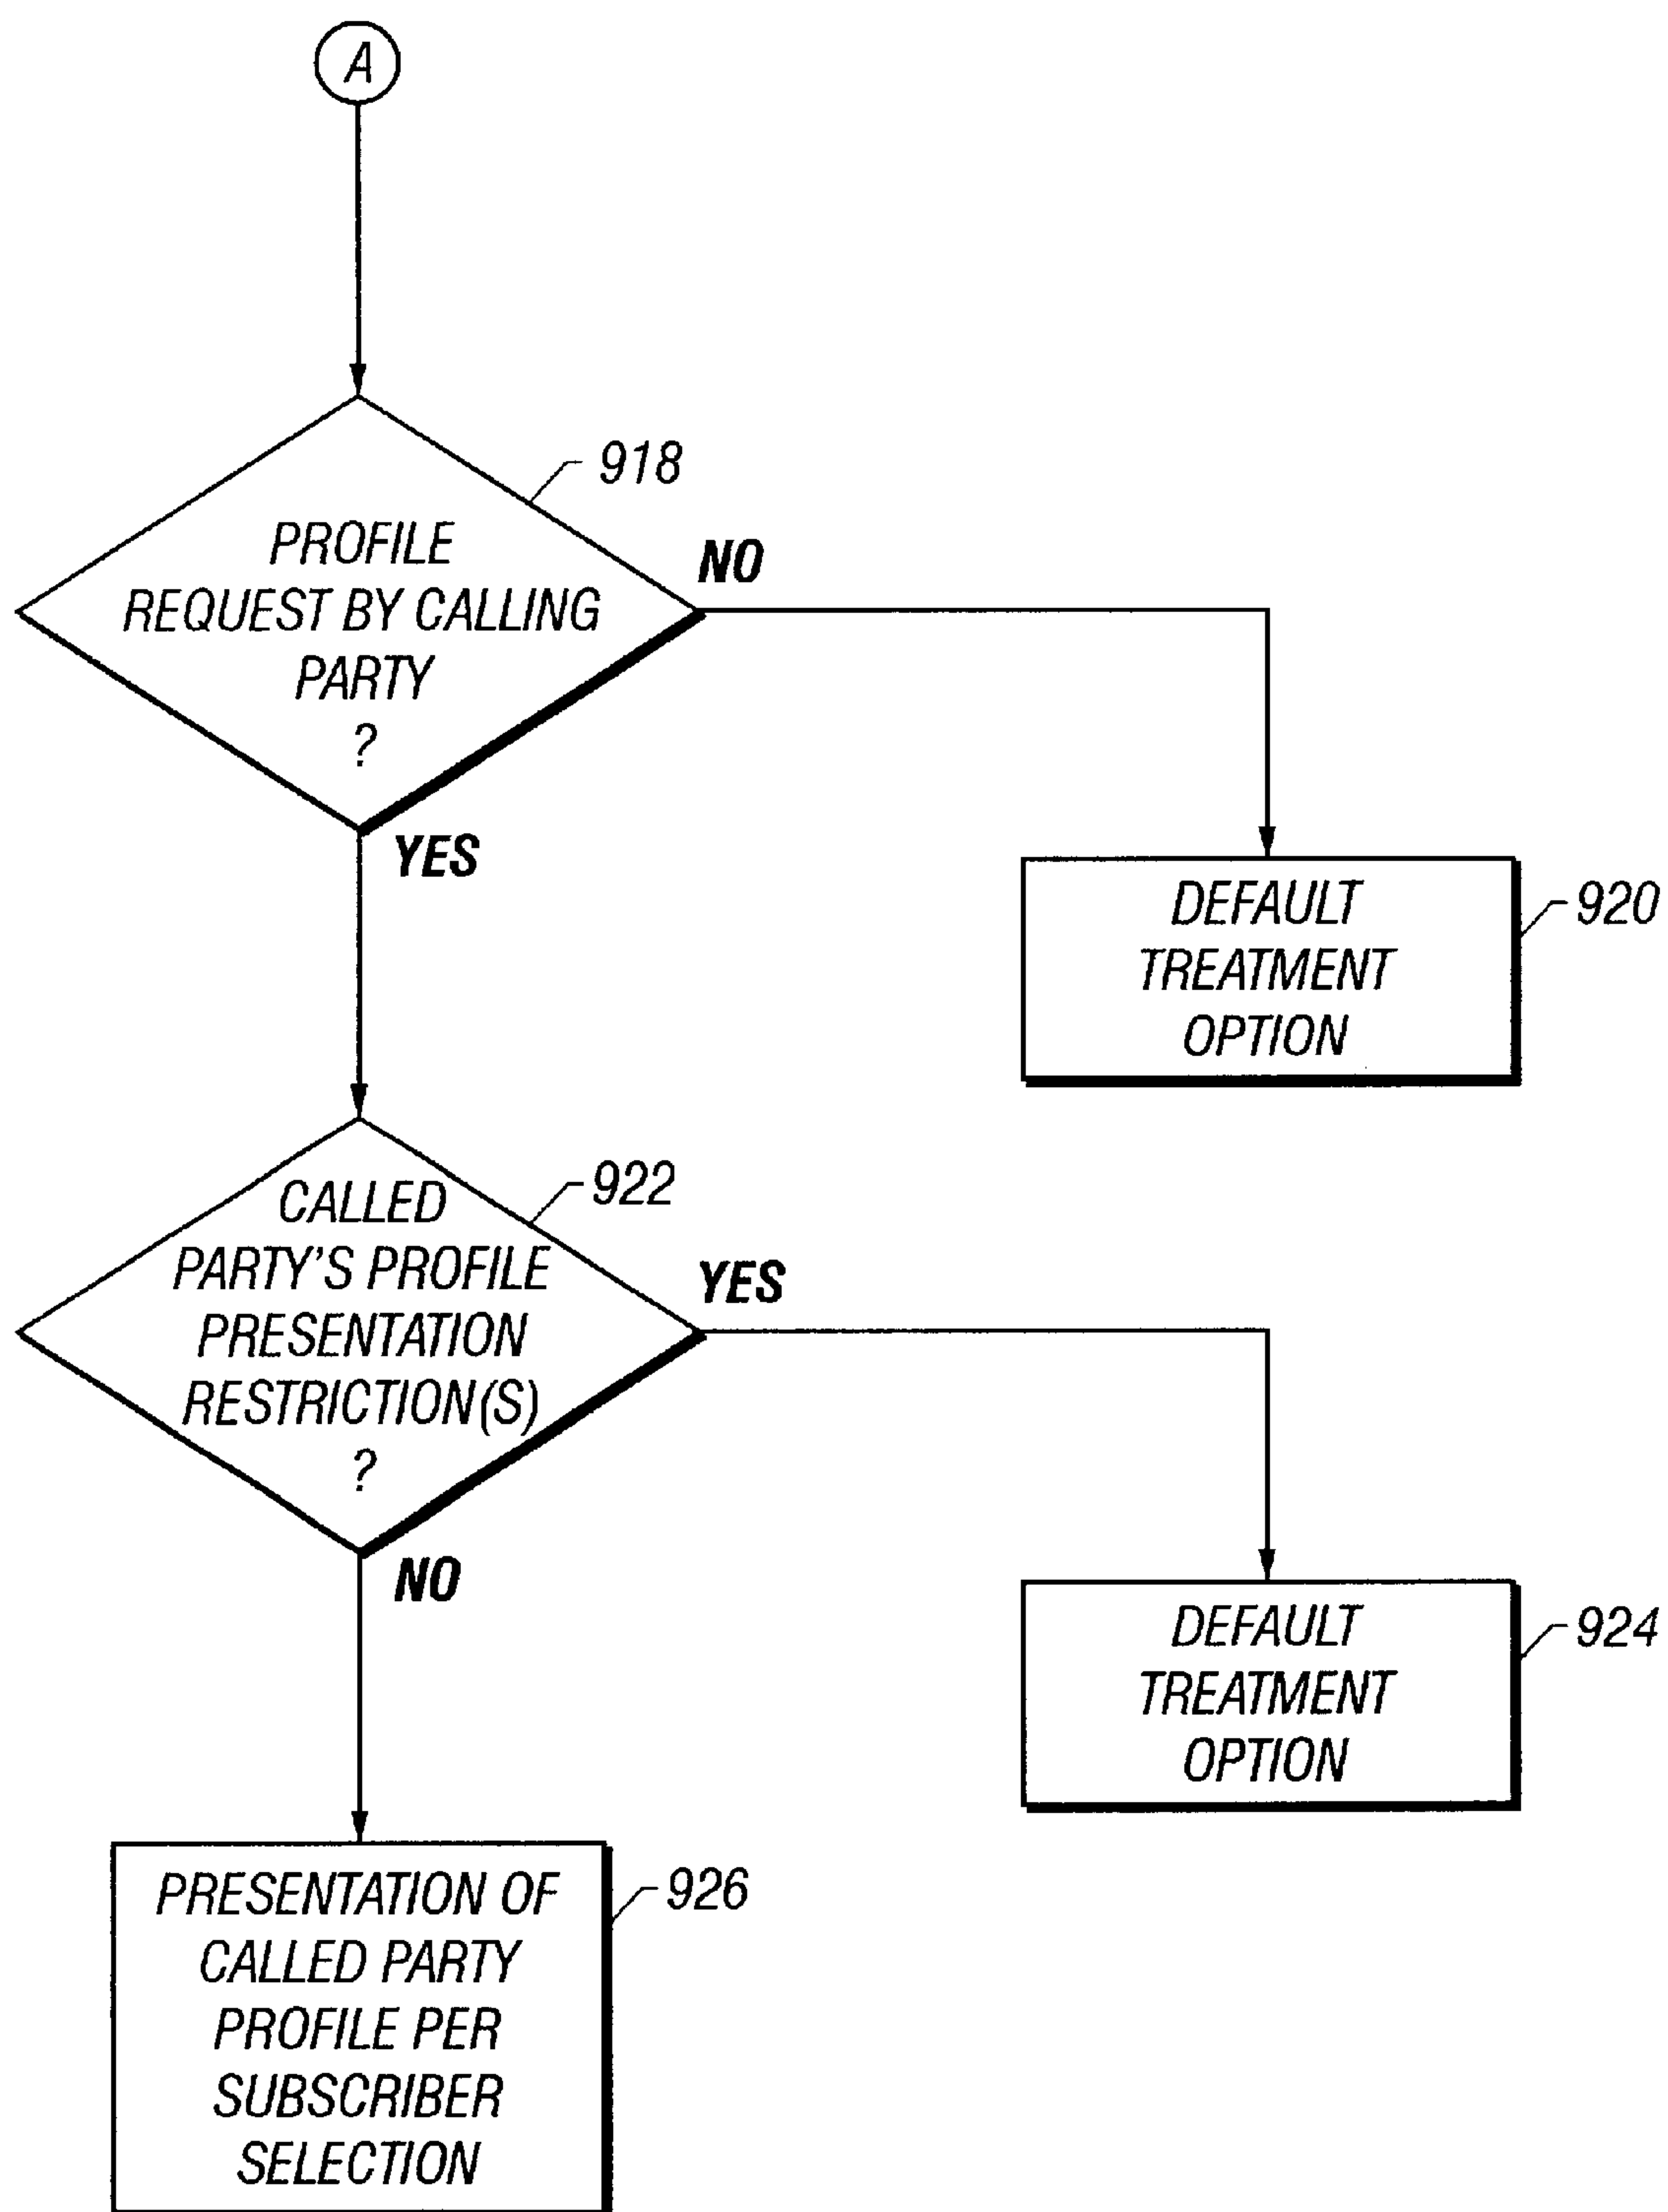 A
918
PROFILE
REQUEST BY CALLING
PARTY
?
NO
YES
DEFAULT
TREATMENT
OPTION
920
922
CALLED
PARTY'S PROFILE
PRESENTATION
RESTRICTION(S)
?
YES
NO
DEFAULT
TREATMENT
OPTION
924
PRESENTATION OF
CALLED PARTY
PROFILE PER
SUBSCRIBER
SELECTION
926